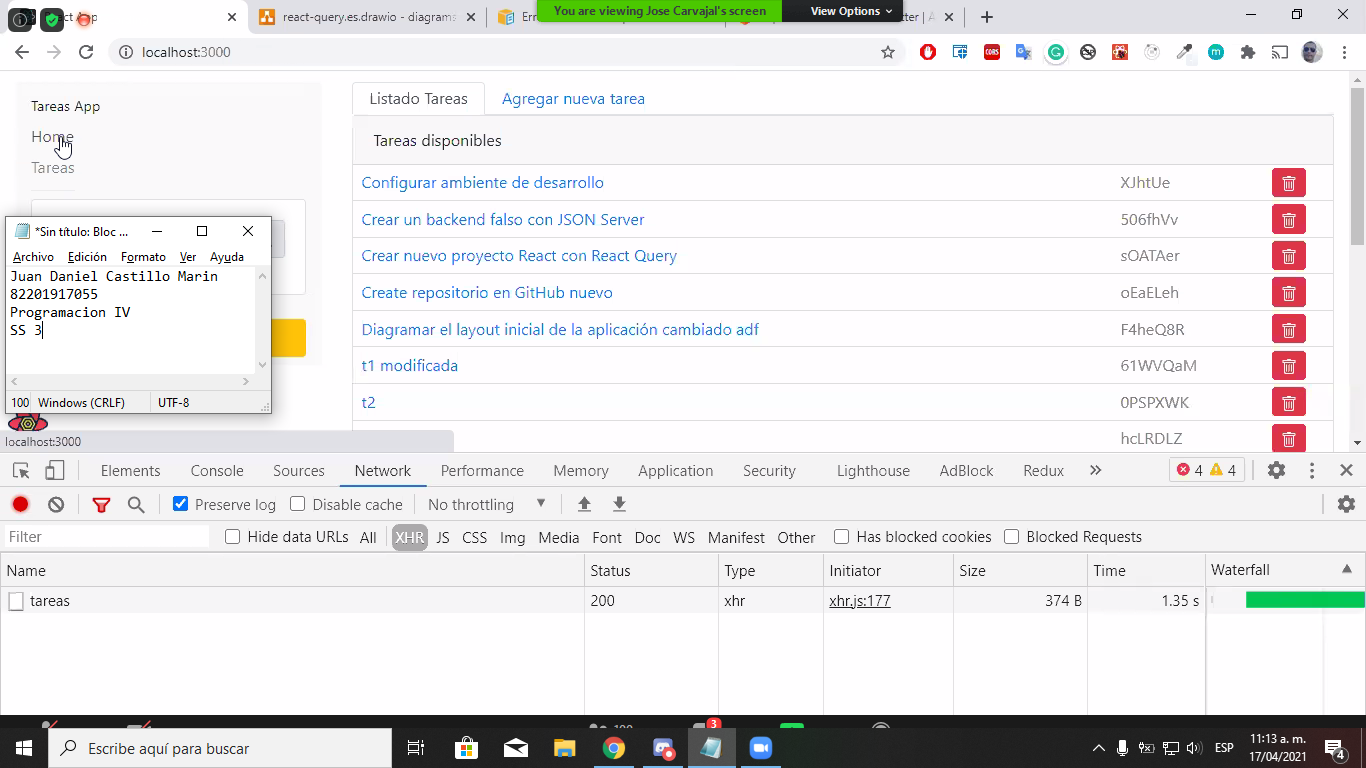 React App
react-query.es.drawio - diagrams
Err
You are viewing Jose Carvajal's screen
View Options
tter | A
localhost:3000
Tareas App
Home
Tareas
Listado Tareas
Agregar nueva tarea
Tareas disponibles
Configurar ambiente de desarrollo XJhtUe
Crear un backend falso con JSON Server 506fhVv
Crear nuevo proyecto React con React Query sOATAer
Create repositorio en GitHub nuevo oEaELeh
Diagramar el layout inicial de la aplicación cambiado adf F4heQ8R
t1 modificada 61WVQaM
t2 0PSPXWK
hcLRDLZ
*Sin título: Bloc ...
Archivo Edición Formato Ver Ayuda
Juan Daniel Castillo Marin
82201917055
Programacion IV
SS 3
100 Windows (CRLF) UTF-8
localhost:3000
Elements Console Sources Network Performance Memory Application Security Lighthouse AdBlock Redux » 4 4
Preserve log Disable cache No throttling
Filter Hide data URLs All XHR JS CSS Img Media Font Doc WS Manifest Other Has blocked cookies Blocked Requests
Name Status Type Initiator Size Time Waterfall
tareas 200 xhr xhr.js:177 374 B 1.35 s
Escribe aquí para buscar
3
ESP
11:13 a. m.
17/04/2021
4